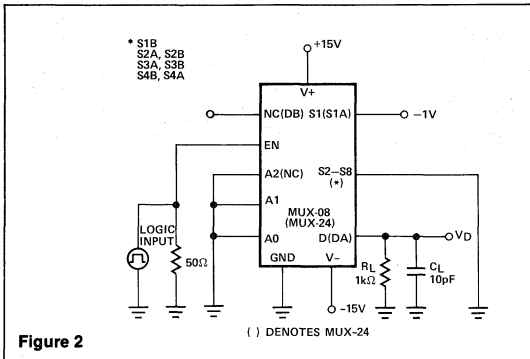 * S1B
S2A, S2B
S3A, S3B
S4B, S4A
+15V
V+
NC(DB) S1(S1A) −1V
EN
A2(NC) S2–S8
(*)
A1
MUX-08
(MUX-24)
LOGIC
INPUT
A0 D(DA) VD
50Ω
GND V−
RL
1kΩ
CL
10pF
−15V
( ) DENOTES MUX-24
Figure 2